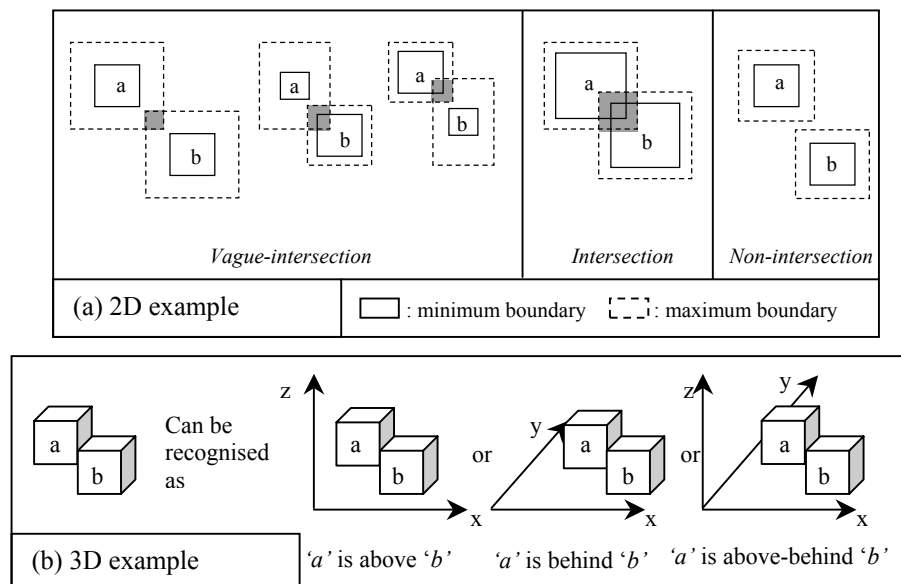 a
b
a
b
a
b
a
b
a
b
Vague-intersection
Intersection
Non-intersection
(a) 2D example
: minimum boundary
: maximum boundary
a
b
Can be
recognised
as
z
a
b
x
or
y
a
b
x
or
z
y
a
b
x
‘a’ is above ‘b’
‘a’ is behind ‘b’
‘a’ is above-behind ‘b’
(b) 3D example